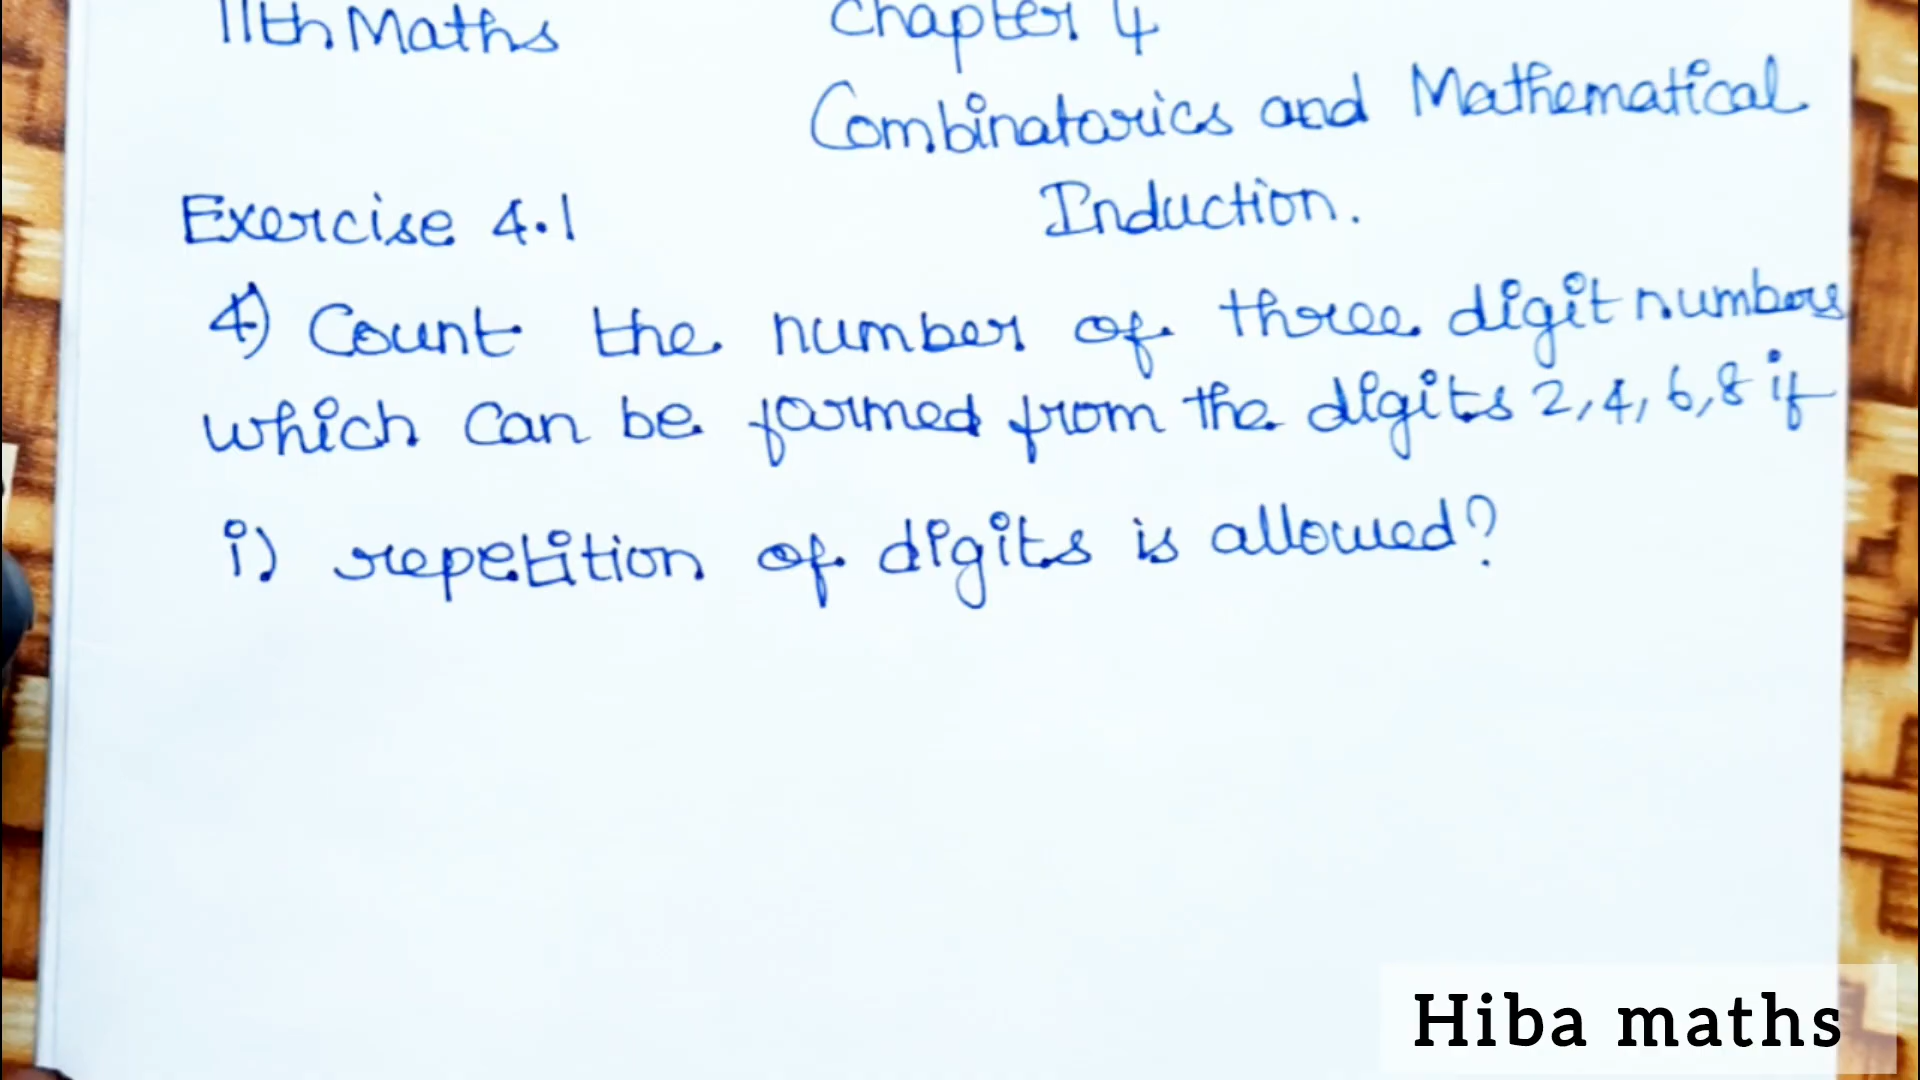 11th Maths Chapter 4
Combinatorics and Mathematical
Exercise 4.1 Induction.
4) Count the number of three digit numbers
which can be formed from the digits 2, 4, 6, 8 if
i) repetition of digits is allowed?
Hiba maths